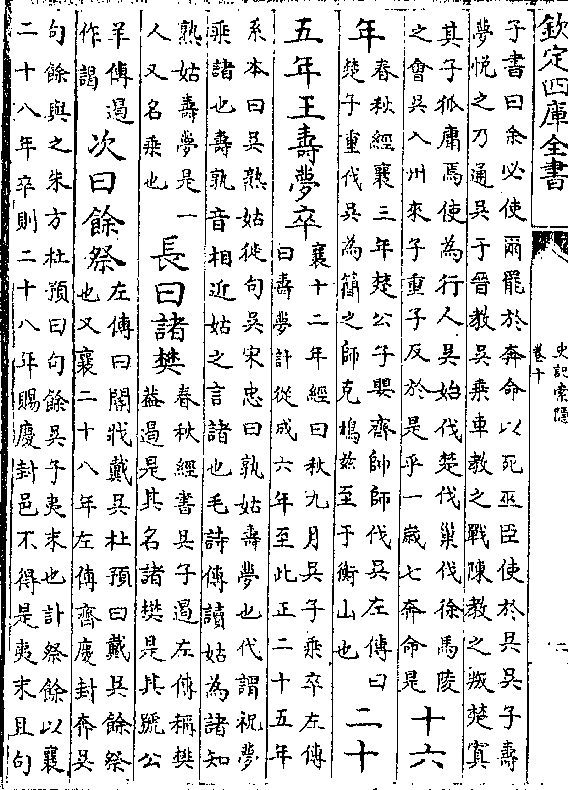 欽定四庫全書
史記索隱
卷十
子書曰余必使爾罷於奔命以死巫臣使於吳吳子壽
夢悅之乃通吳于晉教吳乘車教之戰陳教之叛楚寘
其子狐庸焉使為行人吳始伐楚伐巢伐徐馬陵
之會吳入州來子重子反於是乎一歲七奔命是
十六
年
春秋經襄三年楚公子嬰齊帥師伐吳左傳曰
楚子重伐吳為簡之師克鳩茲至于衡山也
二十
五年王壽夢卒
襄十二年經曰秋九月吳子乘卒左傳
曰壽夢計從成六年至此正二十五年
系本曰吳熟姑徙句吳宋忠曰孰姑壽夢也代謂祝夢
乘諸也壽孰音相近姑之言諸也毛詩傳讀姑為諸知
熟姑壽夢是一
人又名乘也
長曰諸樊
春秋經書吳子遏左傳稱樊
蓋遏是其名諸樊是其號公
羊傳遏
作謁
次曰餘祭
左傳曰閽戕戴吳杜預曰戴吳餘祭
也又襄二十八年左傳齊慶封奔吳
句餘與之朱方杜預曰句餘吳子夷末也計祭餘以襄
二十八年卒則二十八年賜慶封邑不得是夷末且句